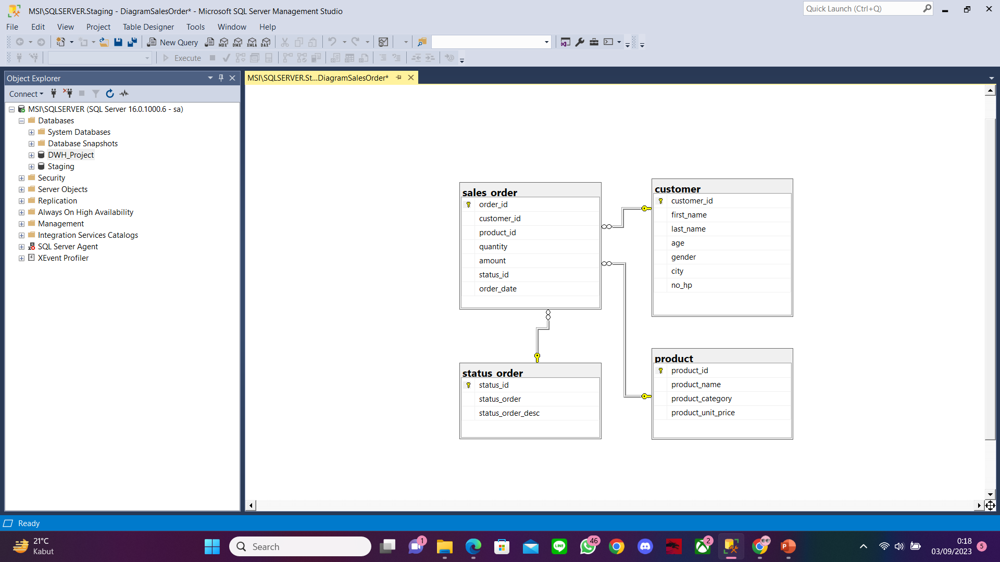 MSI\SQLSERVER.Staging - DiagramSalesOrder* - Microsoft SQL Server Management Studio
Quick Launch (Ctrl+Q)
File Edit View Project Table Designer Tools Window Help
New Query MDX DMX XMLA DAX
Execute
Object Explorer
MSI\SQLSERVER.St...DiagramSalesOrder*
Connect
MSI\SQLSERVER (SQL Server 16.0.1000.6 - sa)
Databases
System Databases
Database Snapshots
DWH_Project
Staging
Security
Server Objects
Replication
Always On High Availability
Management
Integration Services Catalogs
SQL Server Agent
XEvent Profiler
sales_order
order_id
customer_id
product_id
quantity
amount
status_id
order_date
customer
customer_id
first_name
last_name
age
gender
city
no_hp
status_order
status_id
status_order
status_order_desc
product
product_id
product_name
product_category
product_unit_price
Ready
21°C
Kabut
Search
1
LINE
46
2
P
0:18
03/09/2023
5